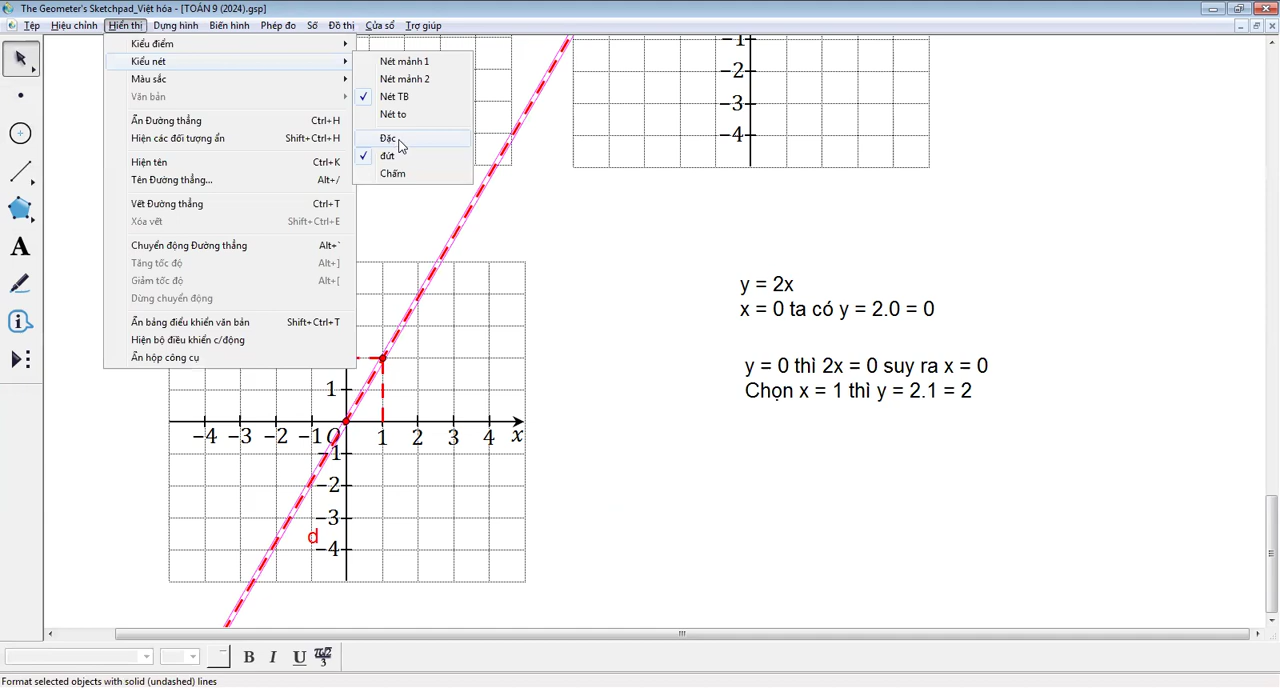 The Geometer's Sketchpad_Việt hóa - [TOÁN 9 (2024).gsp]
Tệp Hiệu chỉnh Hiển thị Dựng hình Biến hình Phép đo Số Đồ thị Cửa sổ Trợ giúp
Kiểu điểm
Kiểu nét
Màu sắc
Văn bản
Ẩn Đường thẳng Ctrl+H
Hiện các đối tượng ẩn Shift+Ctrl+H
Hiện tên Ctrl+K
Tên Đường thẳng... Alt+/
Vết Đường thẳng Ctrl+T
Xóa vết Shift+Ctrl+E
Chuyển động Đường thẳng Alt+`
Tăng tốc độ Alt+]
Giảm tốc độ Alt+[
Dừng chuyển động
Ẩn bảng điều khiển văn bản Shift+Ctrl+T
Hiện bộ điều khiển c/động
Ẩn hộp công cụ
Nét mảnh 1
Nét mảnh 2
Nét TB
Nét to
Đặc
đứt
Chấm
−1
−2
−3
−4
y = 2x
x = 0 ta có y = 2.0 = 0
y = 0 thì 2x = 0 suy ra x = 0
Chọn x = 1 thì y = 2.1 = 2
1
−4 −3 −2 −1 O 1 2 3 4 x
−1
−2
−3
d
−4
A
B I U
Format selected objects with solid (undashed) lines